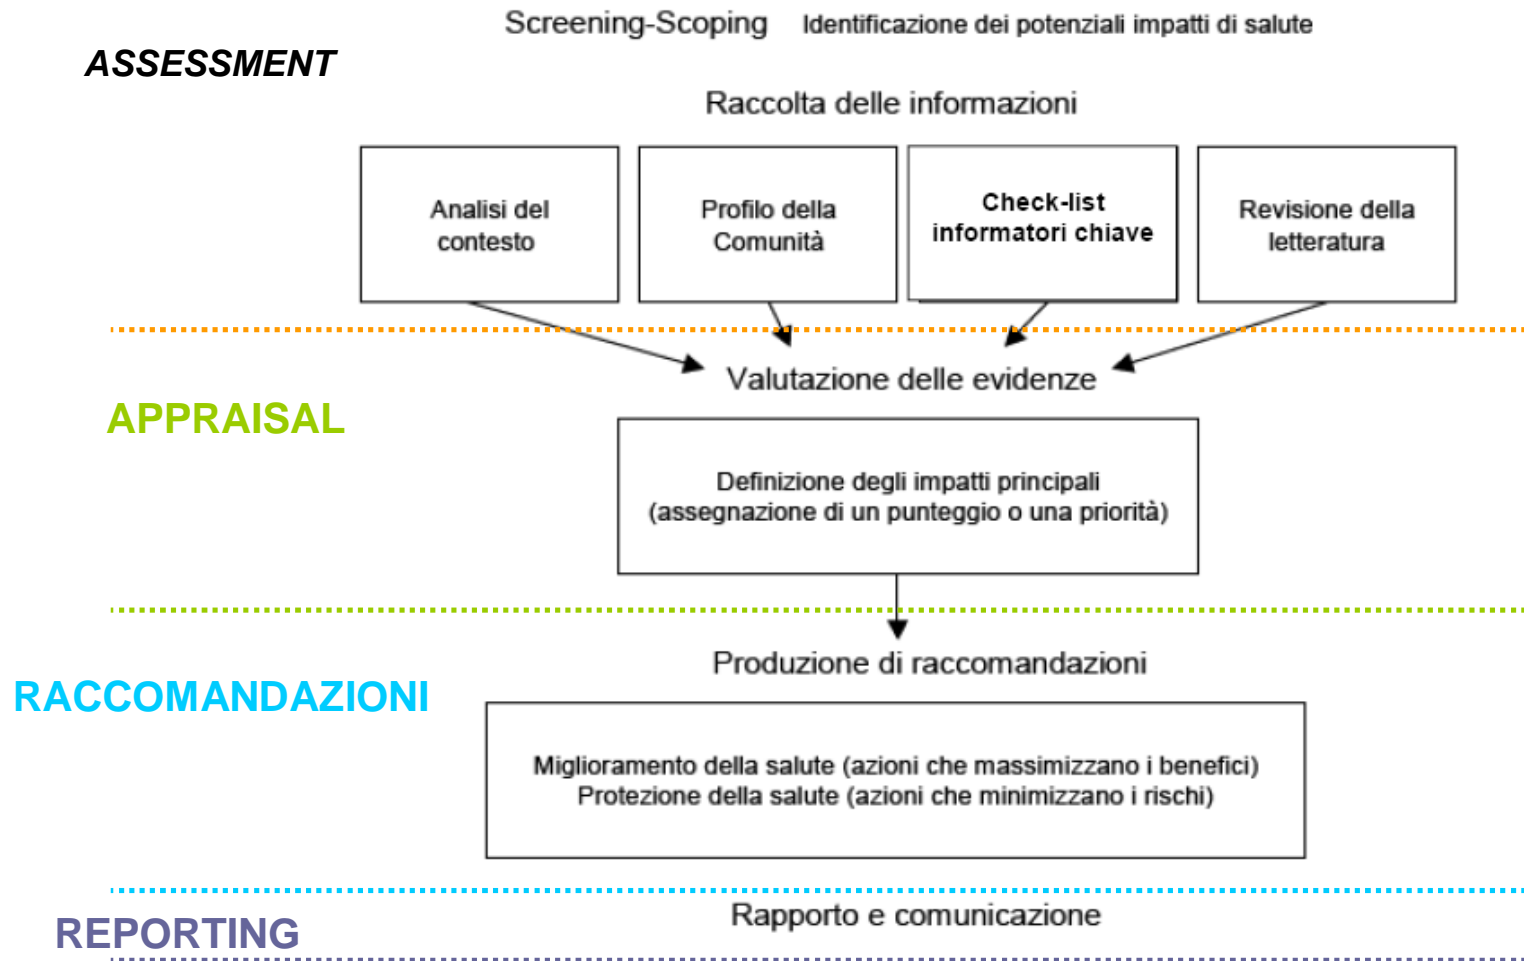 Screening-Scoping Identificazione dei potenziali impatti di salute
ASSESSMENT
Raccolta delle informazioni
Analisi del
contesto
Profilo della
Comunità
Check-list
informatori chiave
Revisione della
letteratura
Valutazione delle evidenze
APPRAISAL
Definizione degli impatti principali
(assegnazione di un punteggio o una priorità)
Produzione di raccomandazioni
RACCOMANDAZIONI
Miglioramento della salute (azioni che massimizzano i benefici)
Protezione della salute (azioni che minimizzano i rischi)
Rapporto e comunicazione
REPORTING